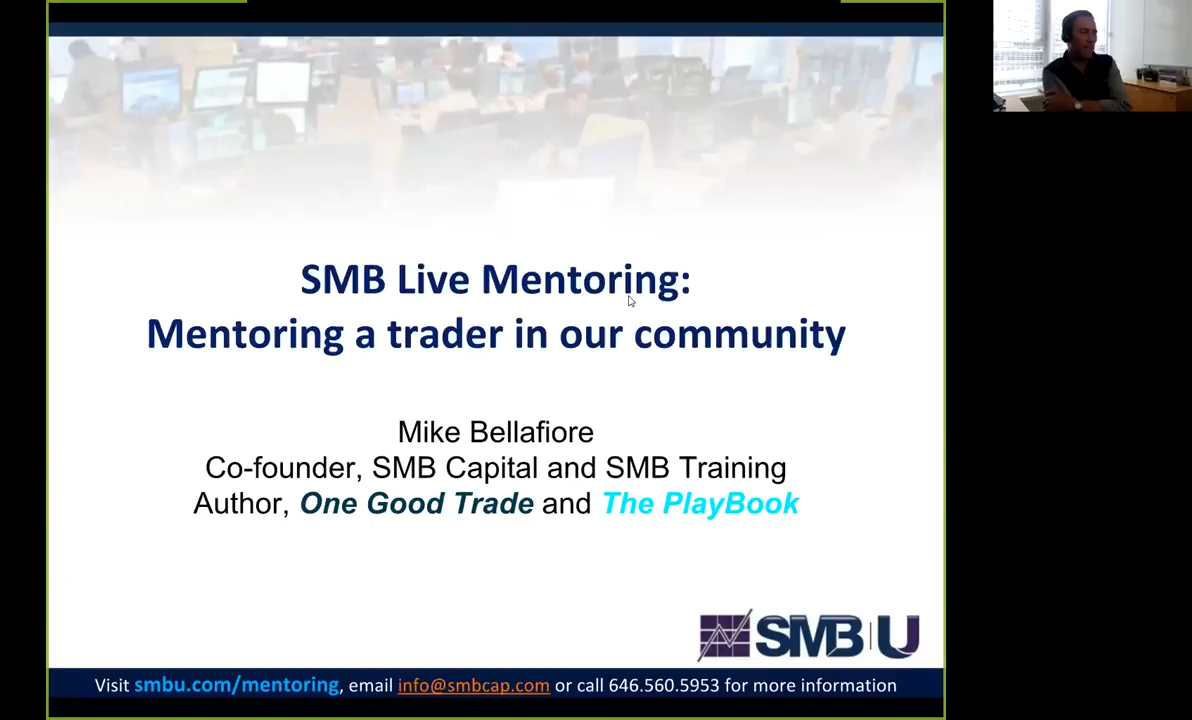 SMB Live Mentoring:
Mentoring a trader in our community
Mike Bellafiore
Co-founder, SMB Capital and SMB Training
Author, One Good Trade and The PlayBook
SMB U
Visit smbu.com/mentoring, email info@smbcap.com or call 646.560.5953 for more information